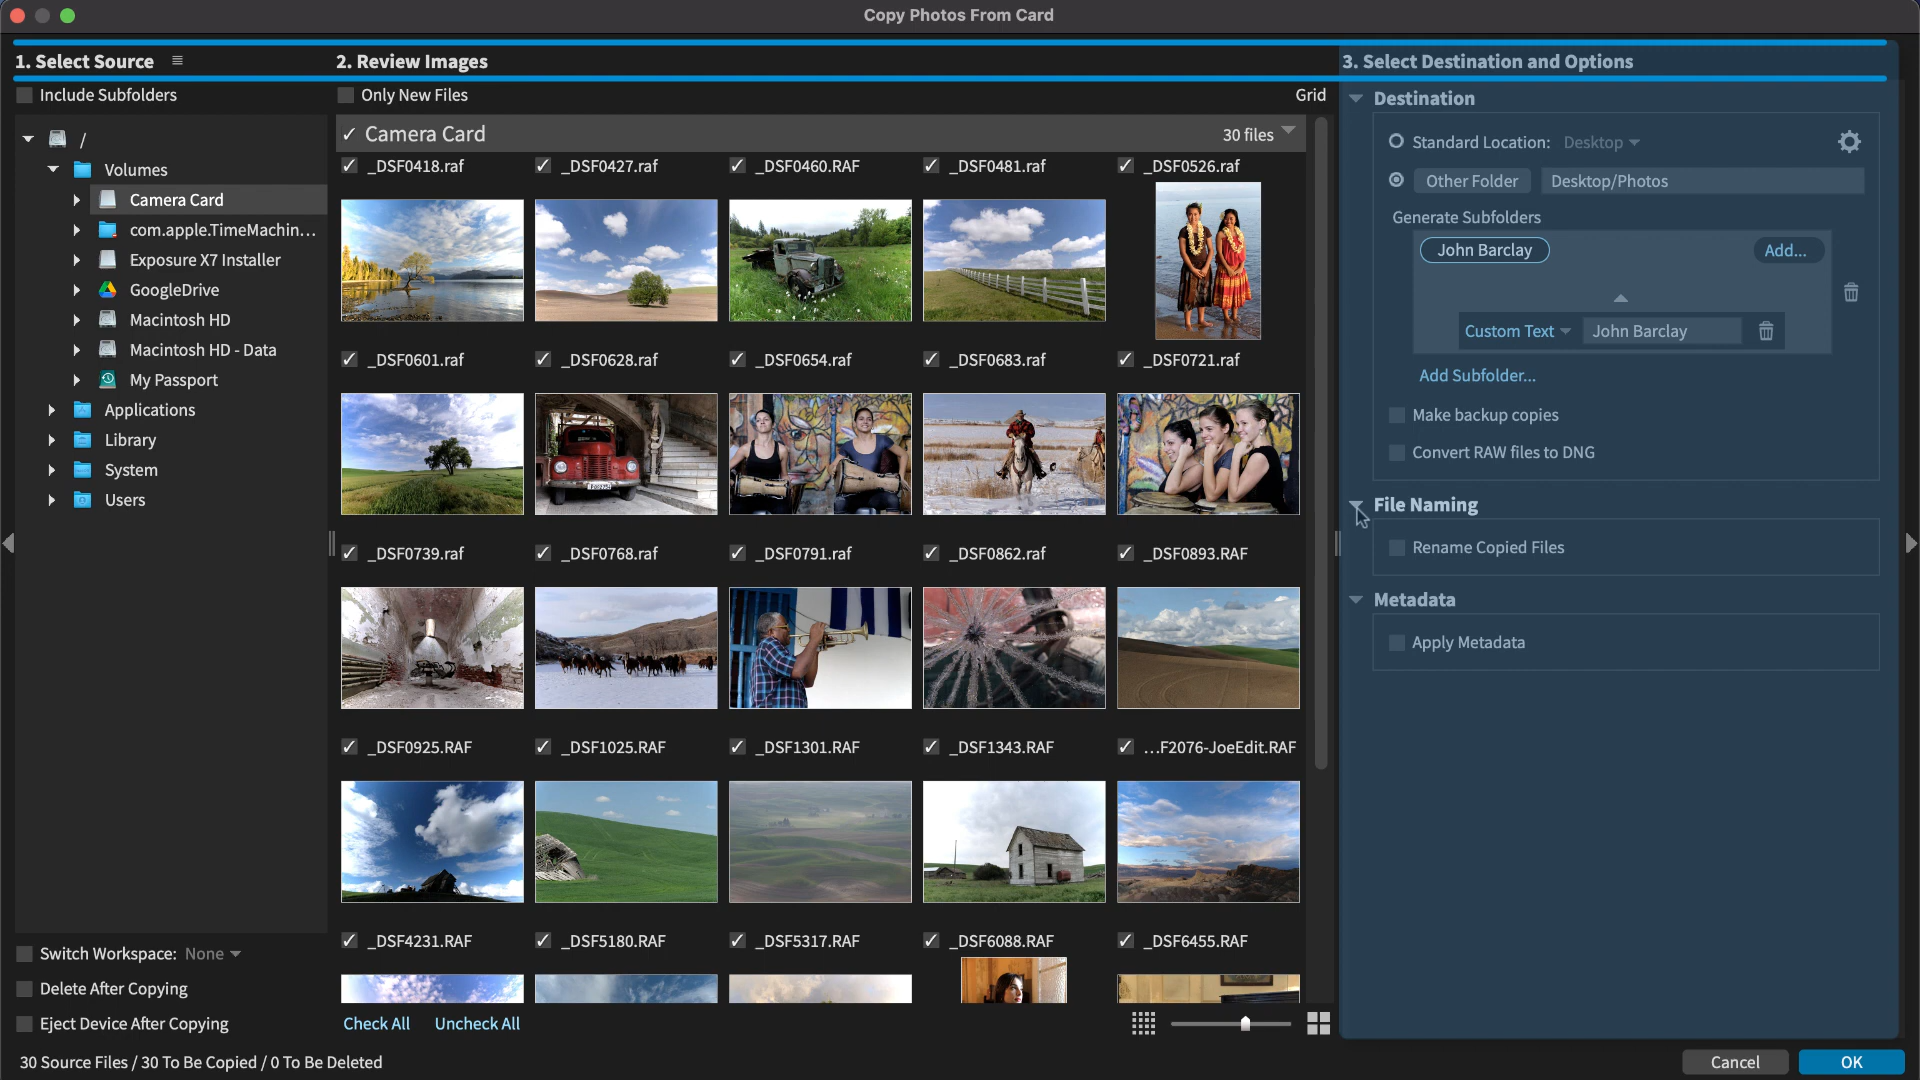 Copy Photos From Card
1. Select Source
2. Review Images
3. Select Destination and Options
Include Subfolders
/
Volumes
Camera Card
com.apple.TimeMachin...
Exposure X7 Installer
GoogleDrive
Macintosh HD
Macintosh HD - Data
My Passport
Applications
Library
System
Users
Switch Workspace: None
Delete After Copying
Eject Device After Copying
Only New Files
Grid
Camera Card
30 files
_DSF0418.raf
_DSF0427.raf
_DSF0460.RAF
_DSF0481.raf
_DSF0526.raf
_DSF0601.raf
_DSF0628.raf
_DSF0654.raf
_DSF0683.raf
_DSF0721.raf
_DSF0739.raf
_DSF0768.raf
_DSF0791.raf
_DSF0862.raf
_DSF0893.RAF
_DSF0925.RAF
_DSF1025.RAF
_DSF1301.RAF
_DSF1343.RAF
...F2076-JoeEdit.RAF
_DSF4231.RAF
_DSF5180.RAF
_DSF5317.RAF
_DSF6088.RAF
_DSF6455.RAF
Check All
Uncheck All
Destination
Standard Location: Desktop
Other Folder
Desktop/Photos
Generate Subfolders
John Barclay
Add...
Custom Text
John Barclay
Add Subfolder...
Make backup copies
Convert RAW files to DNG
File Naming
Rename Copied Files
Metadata
Apply Metadata
30 Source Files / 30 To Be Copied / 0 To Be Deleted
Cancel
OK